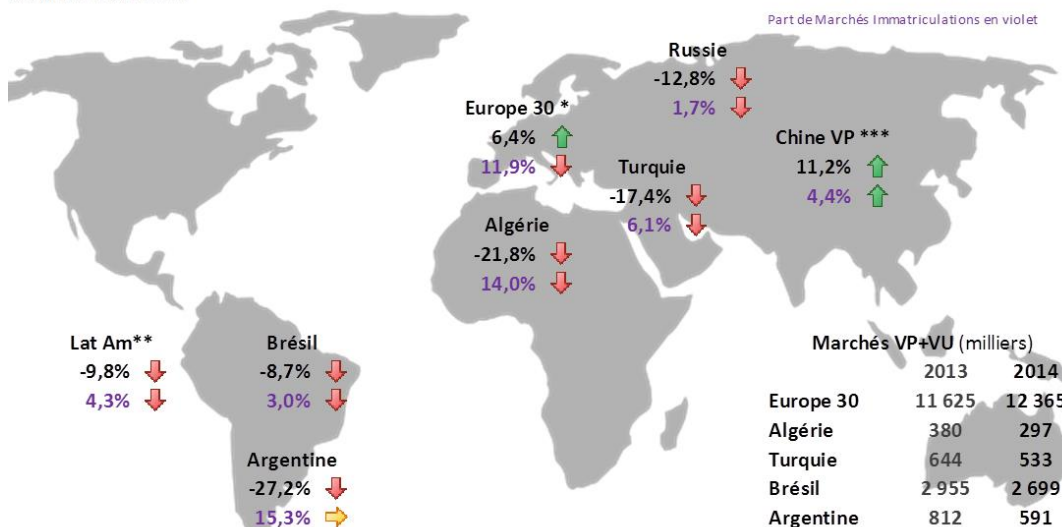 Part de Marchés Immatriculations en violet
Russie
-12,8%
1,7%
Europe 30 *
6,4%
11,9%
Chine VP ***
11,2%
4,4%
Turquie
-17,4%
6,1%
Algérie
-21,8%
14,0%
Lat Am**
-9,8%
4,3%
Brésil
-8,7%
3,0%
Argentine
-27,2%
15,3%
Marchés VP+VU (milliers)
2013 2014
Europe 30 11 625 12 365
Algérie 380 297
Turquie 644 533
Brésil 2 955 2 699
Argentine 812 591